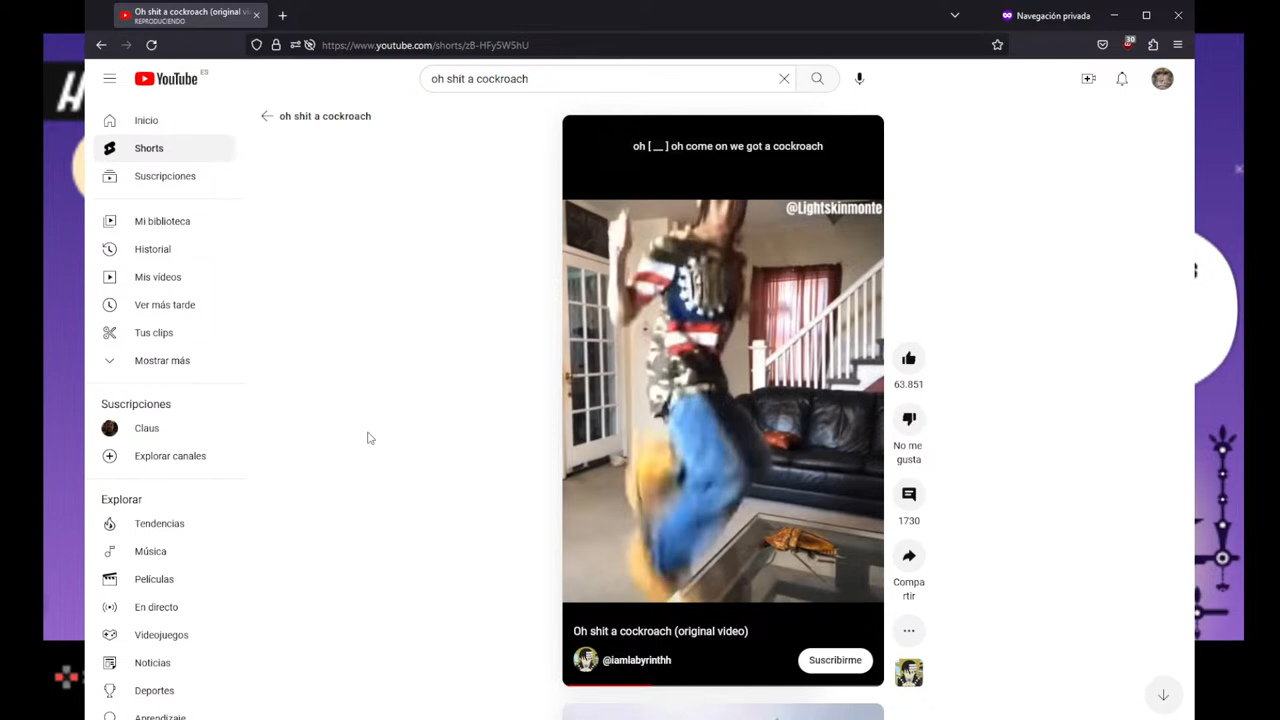 Oh shit a cockroach (original vi
REPRODUCIENDO
Navegación privada
https://www.youtube.com/shorts/zB-HFy5W5hU
30
YouTube
ES
oh shit a cockroach
oh shit a cockroach
Inicio
Shorts
Suscripciones
Mi biblioteca
Historial
Mis vídeos
Ver más tarde
Tus clips
Mostrar más
Suscripciones
Claus
Explorar canales
Explorar
Tendencias
Música
Películas
En directo
Videojuegos
Noticias
Deportes
Aprendizaje
oh [ __ ] oh come on we got a cockroach
@Lightskinmonte
63.851
No me
gusta
1730
Compa
rtir
Oh shit a cockroach (original video)
@iamlabyrinthh
Suscribirme